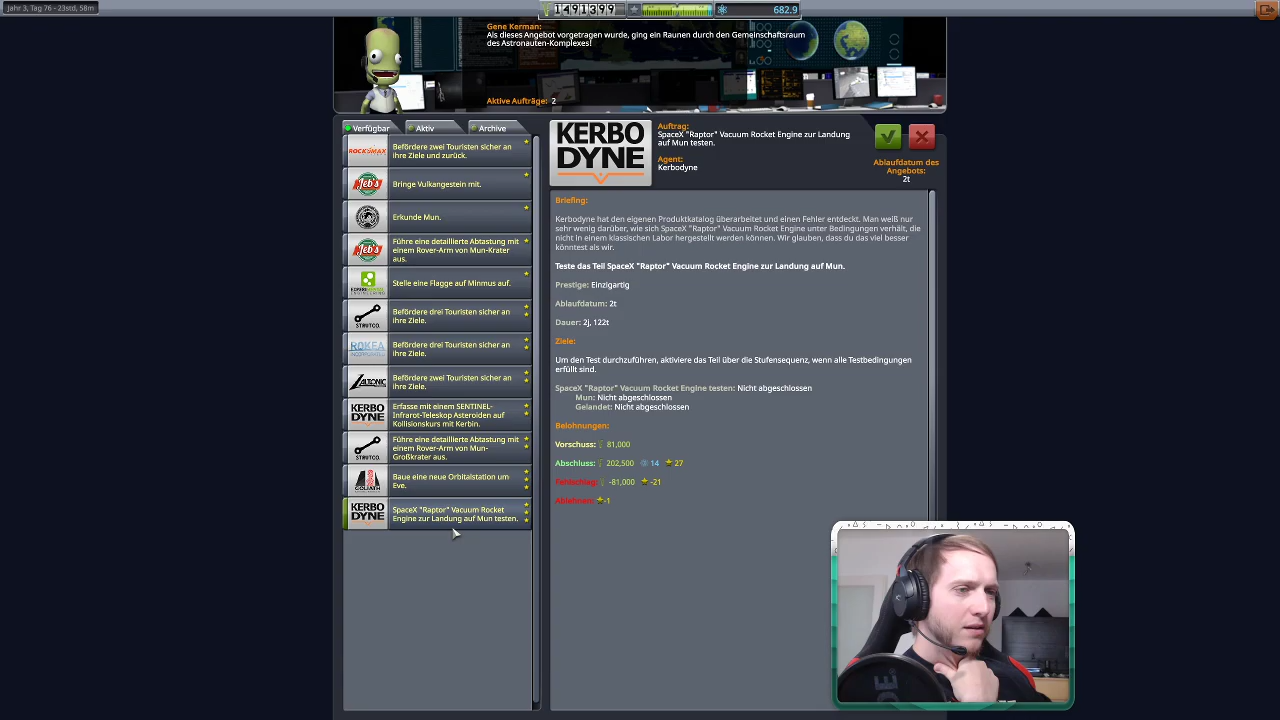 Jahr 3, Tag 76 - 23std, 58m
1491399
682.9
Gene Kerman:
Als dieses Angebot vorgetragen wurde, ging ein Raunen durch den Gemeinschaftsraum
des Astronauten-Komplexes!
Aktive Aufträge: 2
Verfügbar
Aktiv
Archive
ROCKOMAX
Befördere zwei Touristen sicher an
ihre Ziele und zurück.
Jeb's
Bringe Vulkangestein mit.
Erkunde Mun.
Jeb's
Führe eine detaillierte Abtastung mit
einem Rover-Arm von Mun-Krater
aus.
Stelle eine Flagge auf Minmus auf.
STRUTCO.
Befördere drei Touristen sicher an
ihre Ziele.
ROKEA
Befördere drei Touristen sicher an
ihre Ziele.
Befördere zwei Touristen sicher an
ihre Ziele.
KERBO
DYNE
Erfasse mit einem SENTINEL-
Infrarot-Teleskop Asteroiden auf
Kollisionskurs mit Kerbin.
STRUTCO.
Führe eine detaillierte Abtastung mit
einem Rover-Arm von Mun-
Großkrater aus.
GOLIATH
Baue eine neue Orbitalstation um
Eve.
KERBO
DYNE
SpaceX "Raptor" Vacuum Rocket
Engine zur Landung auf Mun testen.
KERBO
DYNE
Auftrag:
SpaceX "Raptor" Vacuum Rocket Engine zur Landung
auf Mun testen.
Agent:
Kerbodyne
Ablaufdatum des
Angebots:
2t
Briefing:
Kerbodyne hat den eigenen Produktkatalog überarbeitet und einen Fehler entdeckt. Man weiß nur
sehr wenig darüber, wie sich SpaceX "Raptor" Vacuum Rocket Engine unter Bedingungen verhält, die
nicht in einem klassischen Labor hergestellt werden können. Wir glauben, dass du das viel besser
könntest als wir.
Teste das Teil SpaceX "Raptor" Vacuum Rocket Engine zur Landung auf Mun.
Prestige: Einzigartig
Ablaufdatum: 2t
Dauer: 2j, 122t
Ziele:
Um den Test durchzuführen, aktiviere das Teil über die Stufensequenz, wenn alle Testbedingungen
erfüllt sind.
SpaceX "Raptor" Vacuum Rocket Engine testen: Nicht abgeschlossen
Mun: Nicht abgeschlossen
Gelandet: Nicht abgeschlossen
Belohnungen:
Vorschuss: 81,000
Abschluss: 202,500 14 27
Fehlschlag: -81,000 -21
Ablehnen: -1